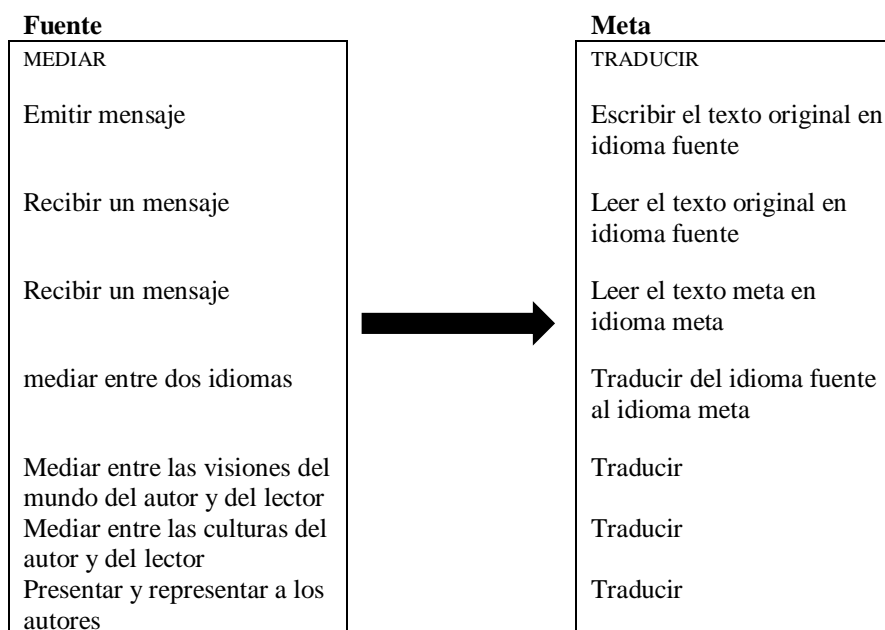 Fuente
MEDIAR
Emitir mensaje
Recibir un mensaje
Recibir un mensaje
mediar entre dos idiomas
Mediar entre las visiones del
mundo del autor y del lector
Mediar entre las culturas del
autor y del lector
Presentar y representar a los
autores
Meta
TRADUCIR
Escribir el texto original en
idioma fuente
Leer el texto original en
idioma fuente
Leer el texto meta en
idioma meta
Traducir del idioma fuente
al idioma meta
Traducir
Traducir
Traducir